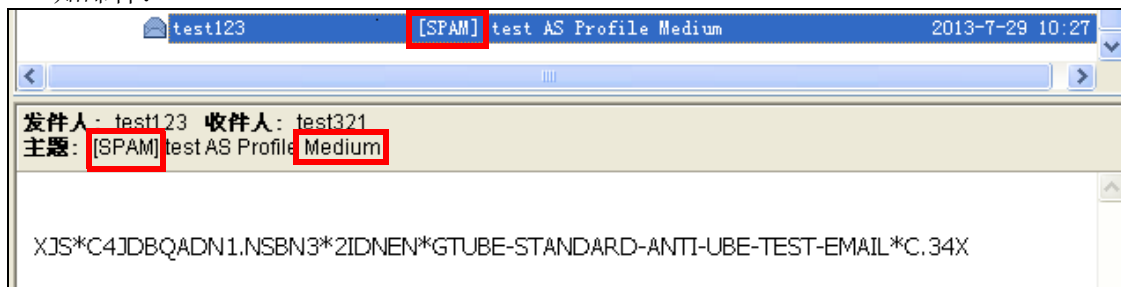 test123 [SPAM] test AS Profile Medium 2013-7-29 10:27
发件人: test123 收件人: test321
主题: [SPAM] test AS Profile Medium
XJS*C4JDBQADN1.NSBN3*2IDNEN*GTUBE-STANDARD-ANTI-UBE-TEST-EMAIL*C.34X